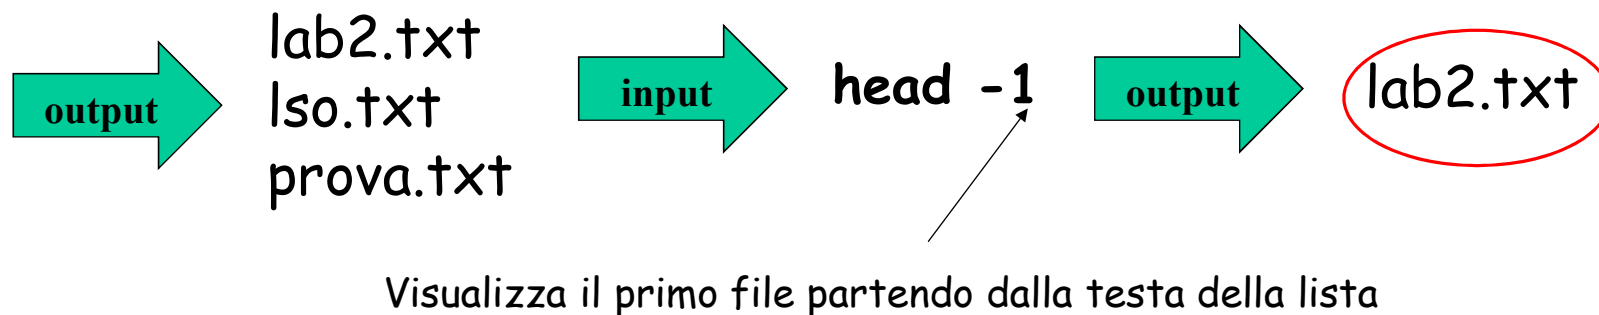 output
lab2.txt
lso.txt
prova.txt
input
head -1
output
lab2.txt
Visualizza il primo file partendo dalla testa della lista